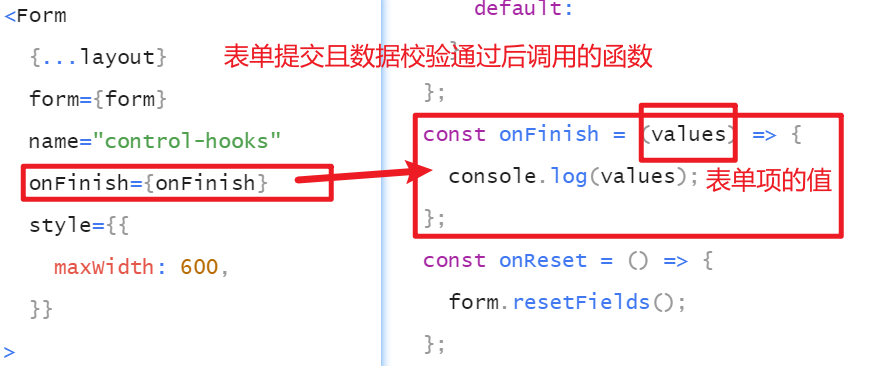 <Form
{...layout}
form={form}
name="control-hooks"
onFinish={onFinish}
style={{
maxWidth: 600,
}}
>
表单提交且数据校验通过后调用的函数
default:
}
};
const onFinish = (values) => {
console.log(values);
表单项的值
};
const onReset = () => {
form.resetFields();
};